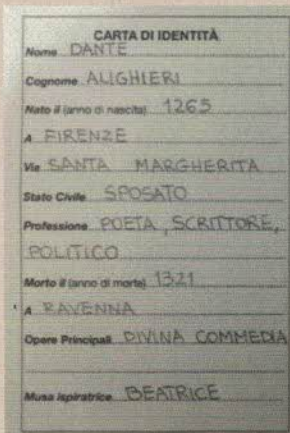 CARTA DI IDENTITÀ
Nome DANTE
Cognome ALIGHIERI
Nato il (anno di nascita) 1265
A FIRENZE
Via SANTA MARGHERITA
Stato Civile SPOSATO
Professione POETA, SCRITTORE,
POLITICO
Morto il (anno di morte) 1321
A RAVENNA
Opere Principali DIVINA COMMEDIA
Musa ispiratrice BEATRICE